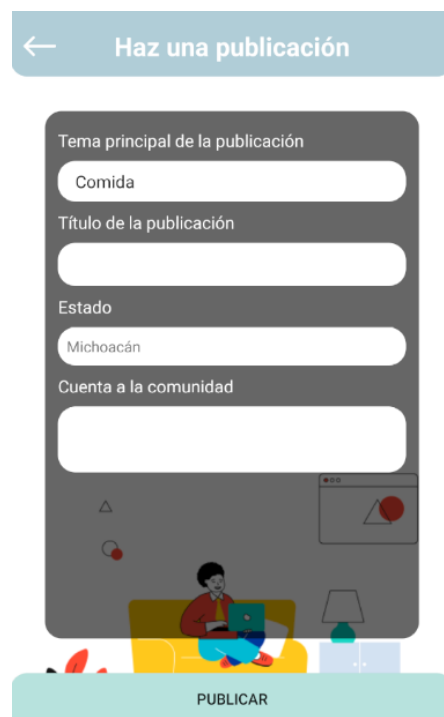 Haz una publicación
Tema principal de la publicación
Comida
Título de la publicación
Estado
Michoacán
Cuenta a la comunidad
PUBLICAR